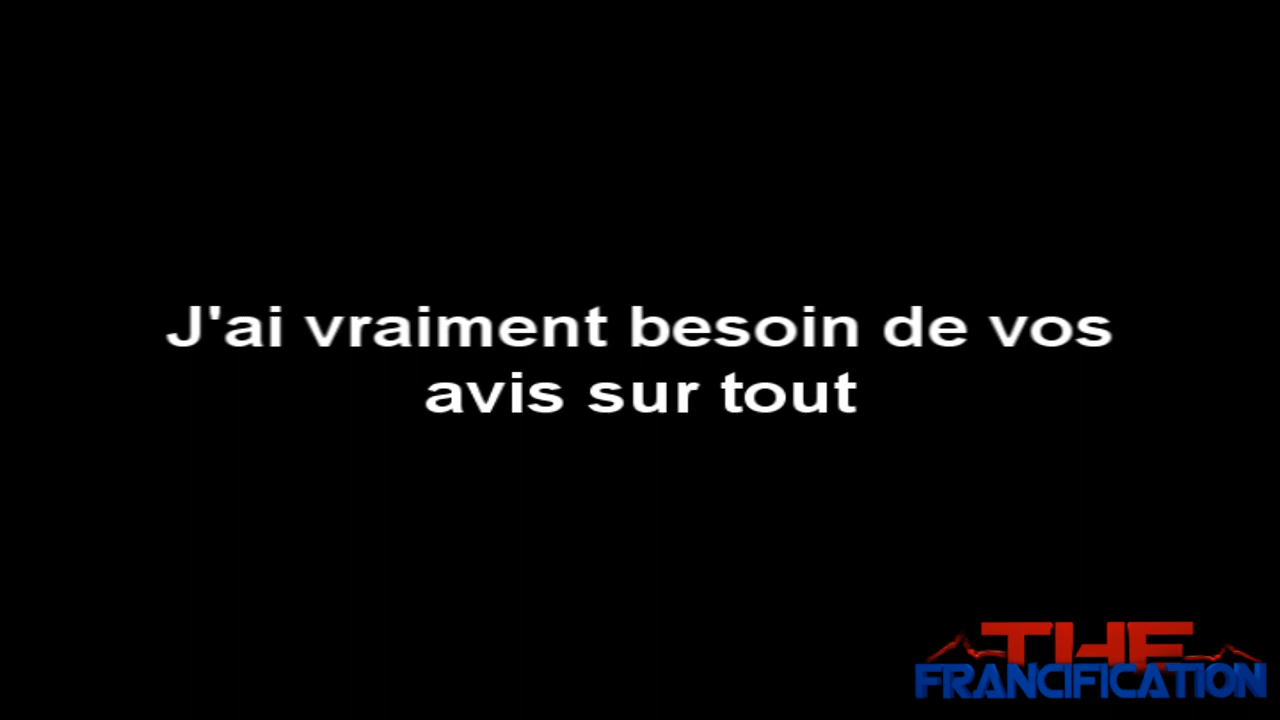 J'ai vraiment besoin de vos
avis sur tout
THE
FRANCIFICATION